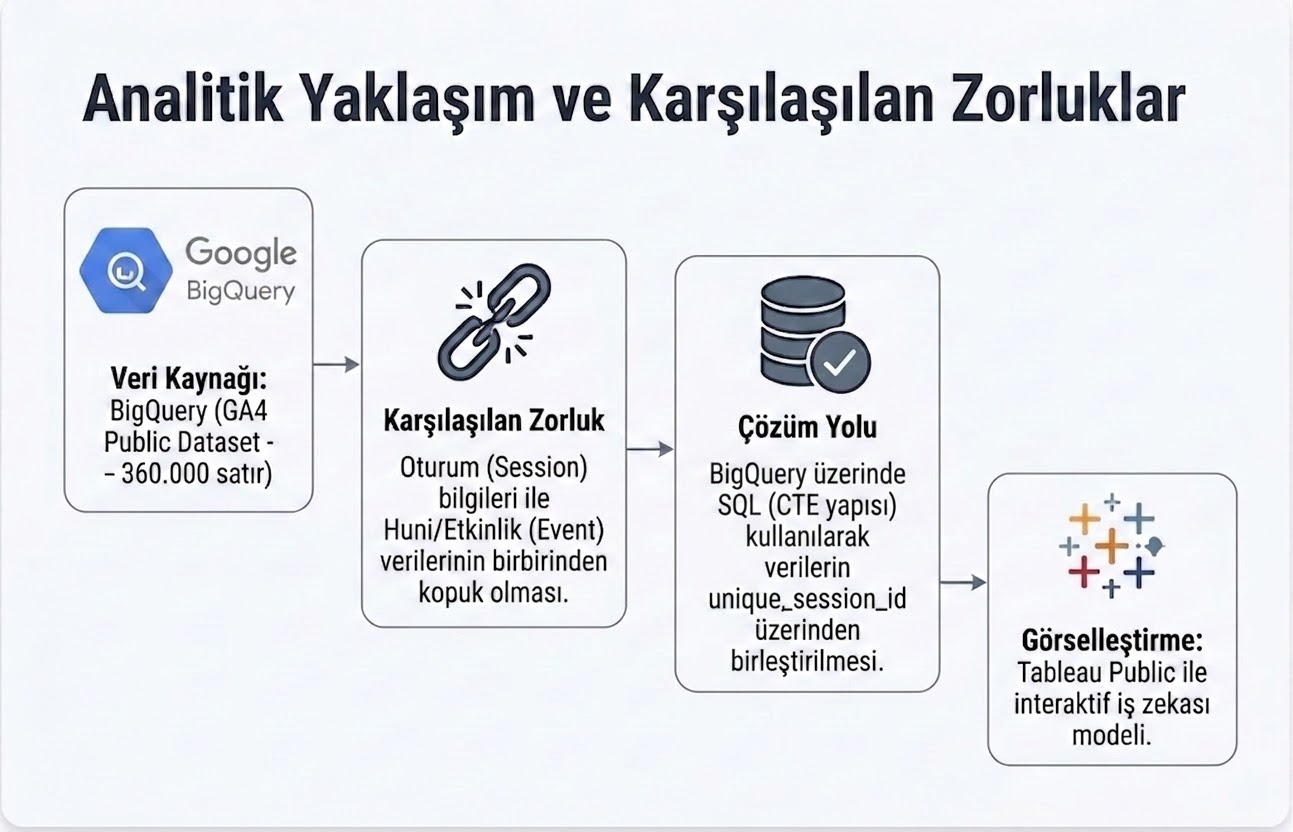 Analitik Yaklaşım ve Karşılaşılan Zorluklar
Google
BigQuery
Veri Kaynağı:
BigQuery (GA4
Public Dataset -
– 360.000 satır)
Karşılaşılan Zorluk
Oturum (Session)
bilgileri ile
Huni/Etkinlik (Event)
verilerinin birbirinden
kopuk olması.
Çözüm Yolu
BigQuery üzerinde
SQL (CTE yapısı)
kullanılarak
verilerin
unique_session_id
üzerinden
birleştirilmesi.
Görselleştirme:
Tableau Public ile
interaktif iş zekası
modeli.